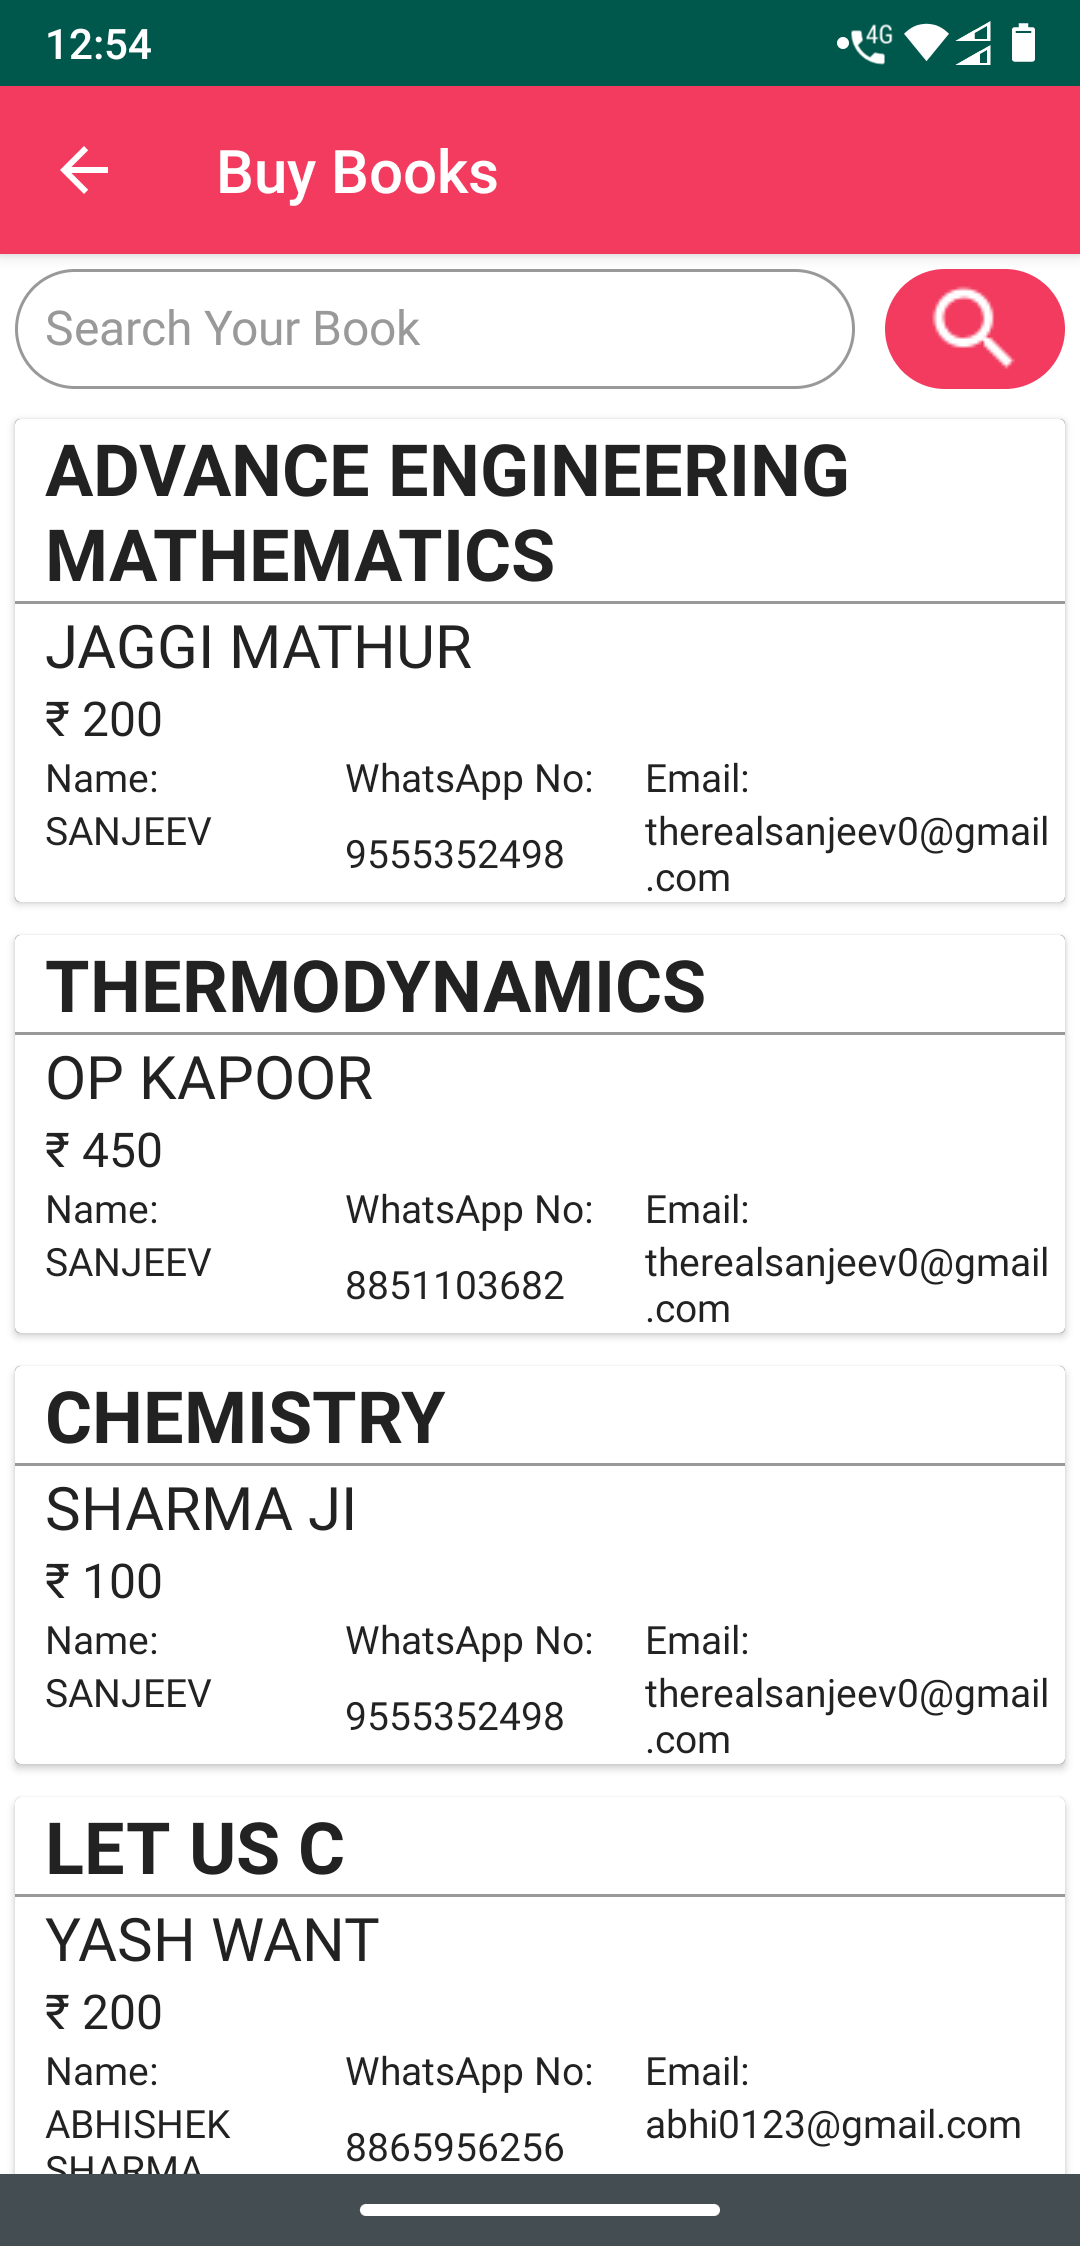 12:54
4G
Buy Books
Search Your Book
ADVANCE ENGINEERING
MATHEMATICS
JAGGI MATHUR
₹ 200
Name: WhatsApp No: Email:
SANJEEV 9555352498 therealsanjeev0@gmail
.com
THERMODYNAMICS
OP KAPOOR
₹ 450
Name: WhatsApp No: Email:
SANJEEV 8851103682 therealsanjeev0@gmail
.com
CHEMISTRY
SHARMA JI
₹ 100
Name: WhatsApp No: Email:
SANJEEV 9555352498 therealsanjeev0@gmail
.com
LET US C
YASH WANT
₹ 200
Name: WhatsApp No: Email:
ABHISHEK 8865956256 abhi0123@gmail.com
SHARMA